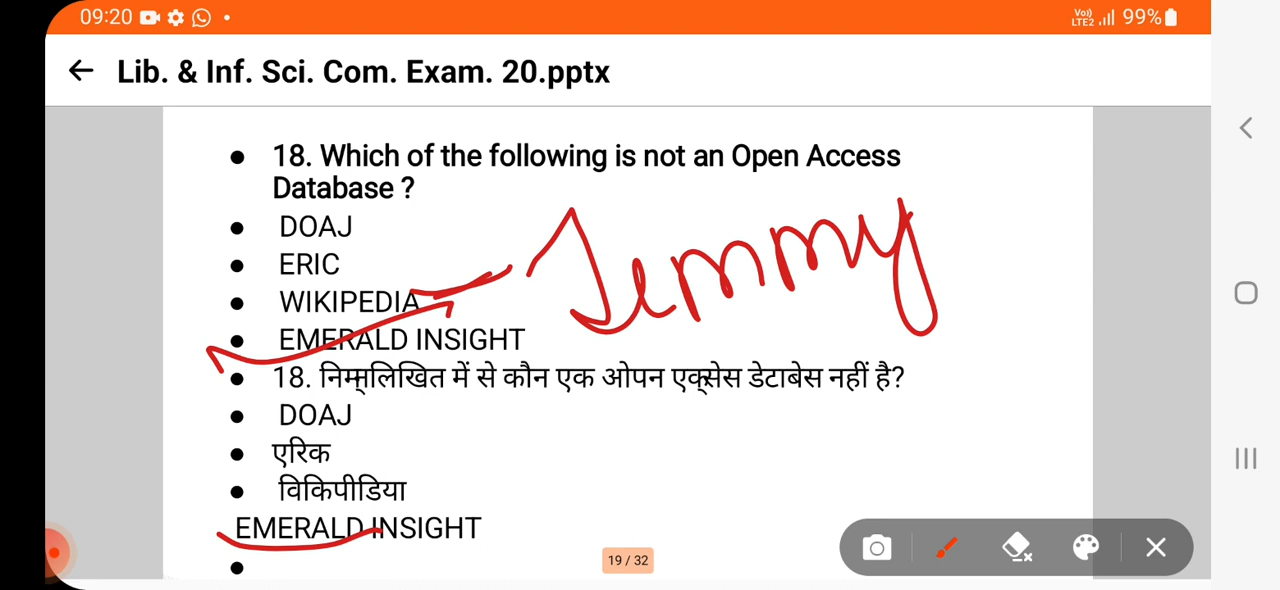 09:20 Vo)) LTE2 99%
Lib. & Inf. Sci. Com. Exam. 20.pptx
● 18. Which of the following is not an Open Access
Database ?
● DOAJ
● ERIC
● WIKIPEDIA
Jemmy
● EMERALD INSIGHT
● 18. निम्नलिखित में से कौन एक ओपन एक्सेस डेटाबेस नहीं है?
● DOAJ
● एरिक
● विकिपीडिया
EMERALD INSIGHT
●
19 / 32